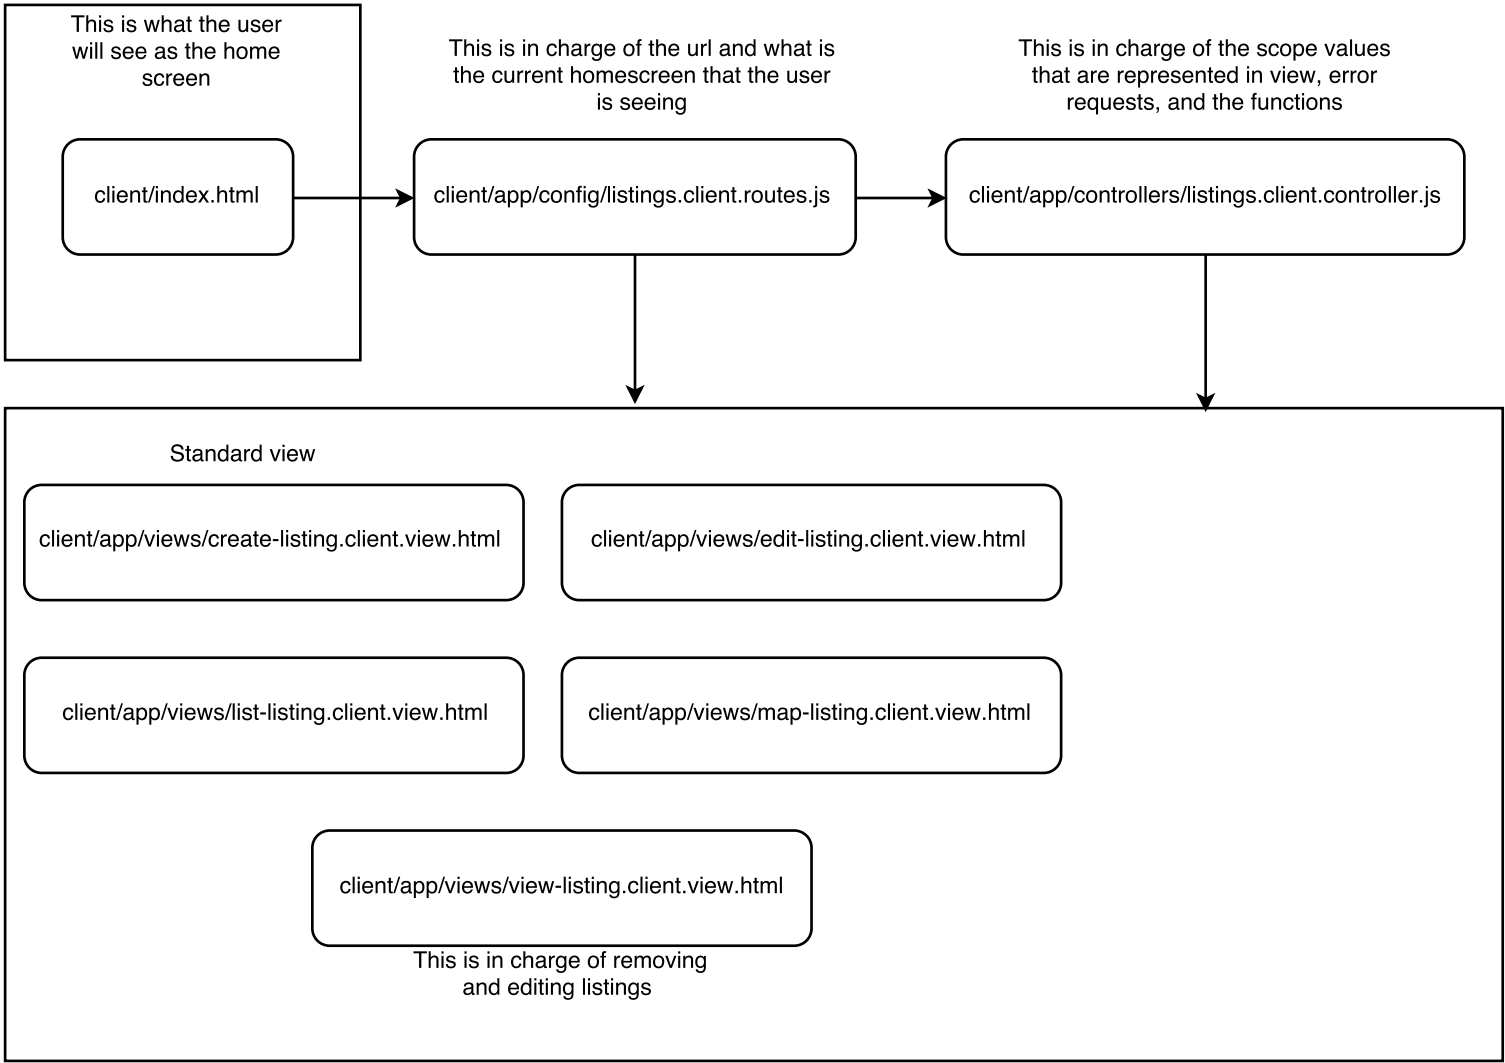 This is what the user
will see as the home
screen
This is in charge of the url and what is
the current homescreen that the user
is seeing
This is in charge of the scope values
that are represented in view, error
requests, and the functions
client/index.html
client/app/config/listings.client.routes.js
client/app/controllers/listings.client.controller.js
Standard view
client/app/views/create-listing.client.view.html
client/app/views/edit-listing.client.view.html
client/app/views/list-listing.client.view.html
client/app/views/map-listing.client.view.html
client/app/views/view-listing.client.view.html
This is in charge of removing
and editing listings